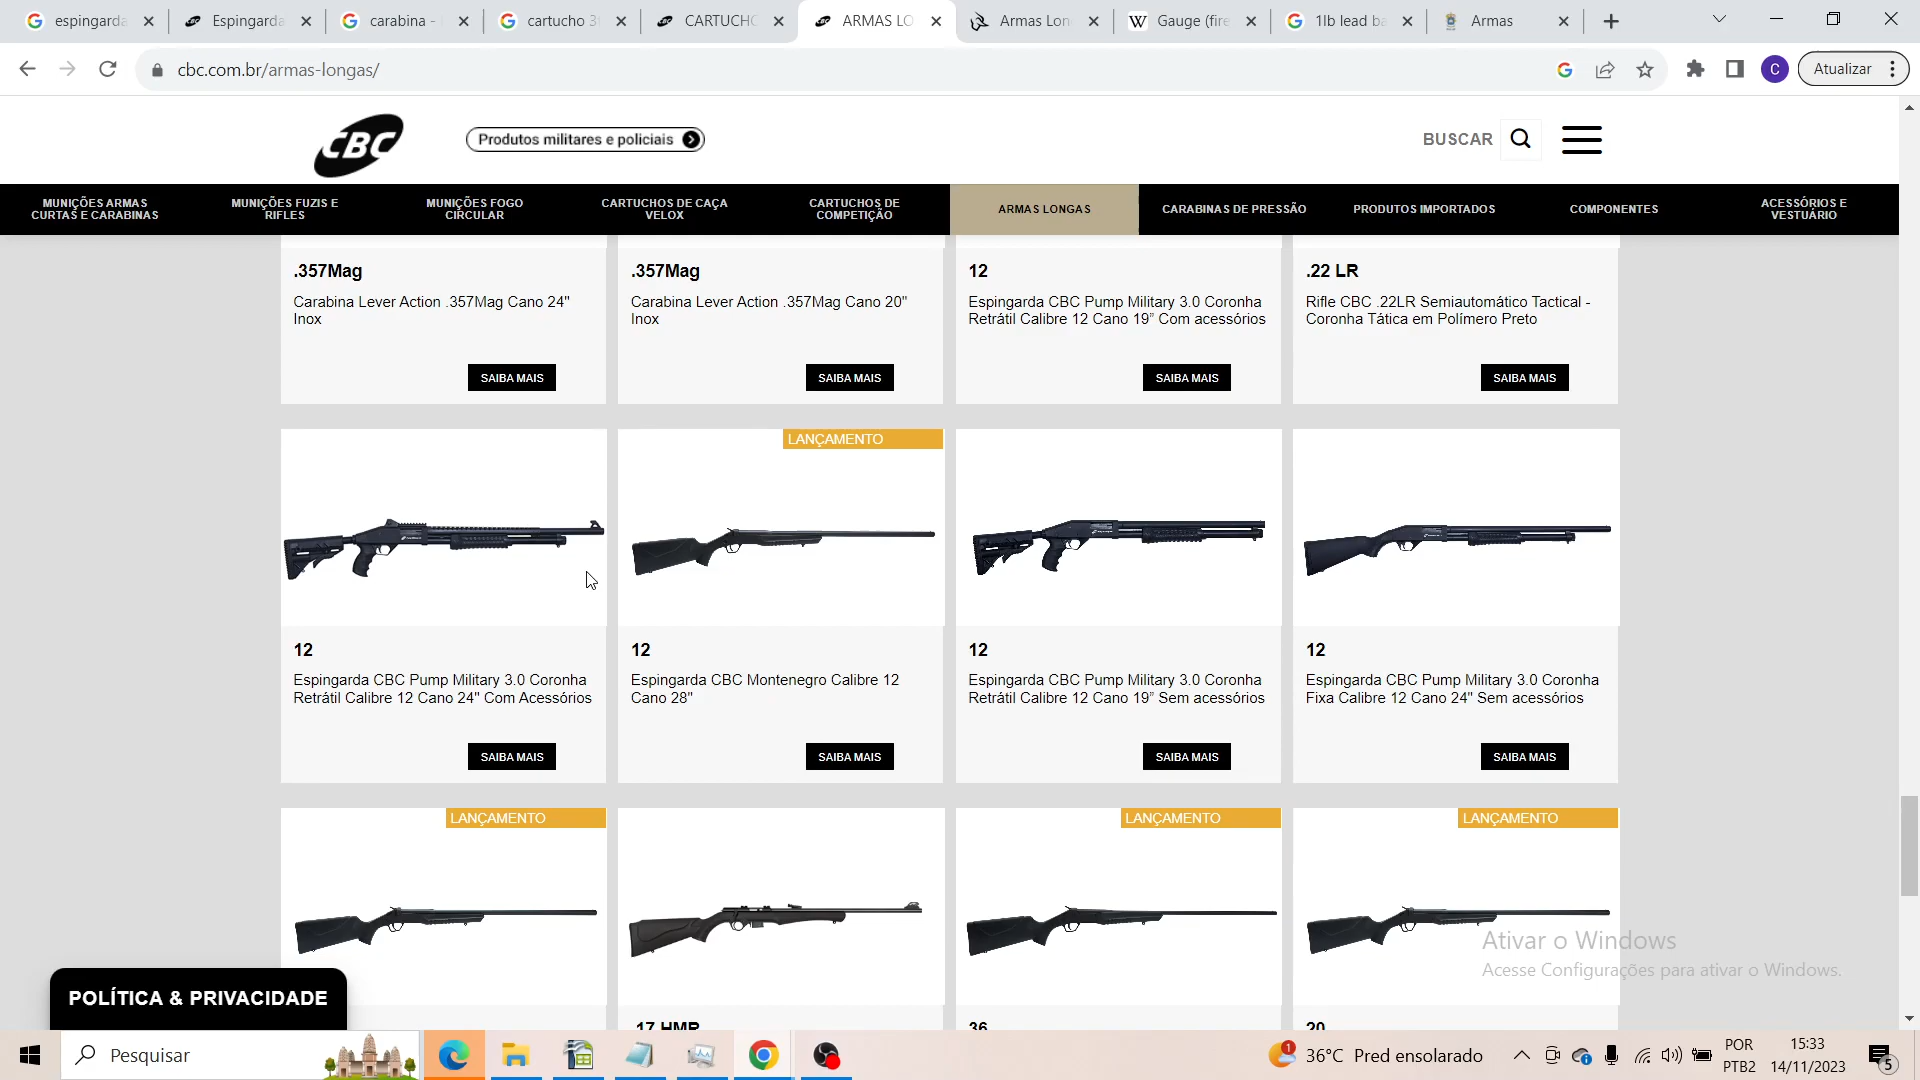 espingarda
Espingarda
carabina -
cartucho 3
CARTUCHO
ARMAS LO
Armas Lon
Gauge (fire
1lb lead ba
Armas
cbc.com.br/armas-longas/
C
Atualizar
CBC
Produtos militares e policiais
BUSCAR
MUNIÇÕES ARMAS
CURTAS E CARABINAS
MUNIÇÕES FUZIS E
RIFLES
MUNIÇÕES FOGO
CIRCULAR
CARTUCHOS DE CAÇA
VELOX
CARTUCHOS DE
COMPETIÇÃO
ARMAS LONGAS
CARABINAS DE PRESSÃO
PRODUTOS IMPORTADOS
COMPONENTES
ACESSÓRIOS E
VESTUÁRIO
.357Mag
Carabina Lever Action .357Mag Cano 24"
Inox
SAIBA MAIS
.357Mag
Carabina Lever Action .357Mag Cano 20"
Inox
SAIBA MAIS
12
Espingarda CBC Pump Military 3.0 Coronha
Retrátil Calibre 12 Cano 19” Com acessórios
SAIBA MAIS
.22 LR
Rifle CBC .22LR Semiautomático Tactical -
Coronha Tática em Polímero Preto
SAIBA MAIS
12
Espingarda CBC Pump Military 3.0 Coronha
Retrátil Calibre 12 Cano 24" Com Acessórios
SAIBA MAIS
LANÇAMENTO
12
Espingarda CBC Montenegro Calibre 12
Cano 28"
SAIBA MAIS
12
Espingarda CBC Pump Military 3.0 Coronha
Retrátil Calibre 12 Cano 19” Sem acessórios
SAIBA MAIS
12
Espingarda CBC Pump Military 3.0 Coronha
Fixa Calibre 12 Cano 24" Sem acessórios
SAIBA MAIS
LANÇAMENTO
LANÇAMENTO
LANÇAMENTO
.17 HMR
36
20
Ativar o Windows
Acesse Configurações para ativar o Windows.
POLÍTICA & PRIVACIDADE
Pesquisar
1
36°C Pred ensolarado
POR
PTB2
15:33
14/11/2023
5